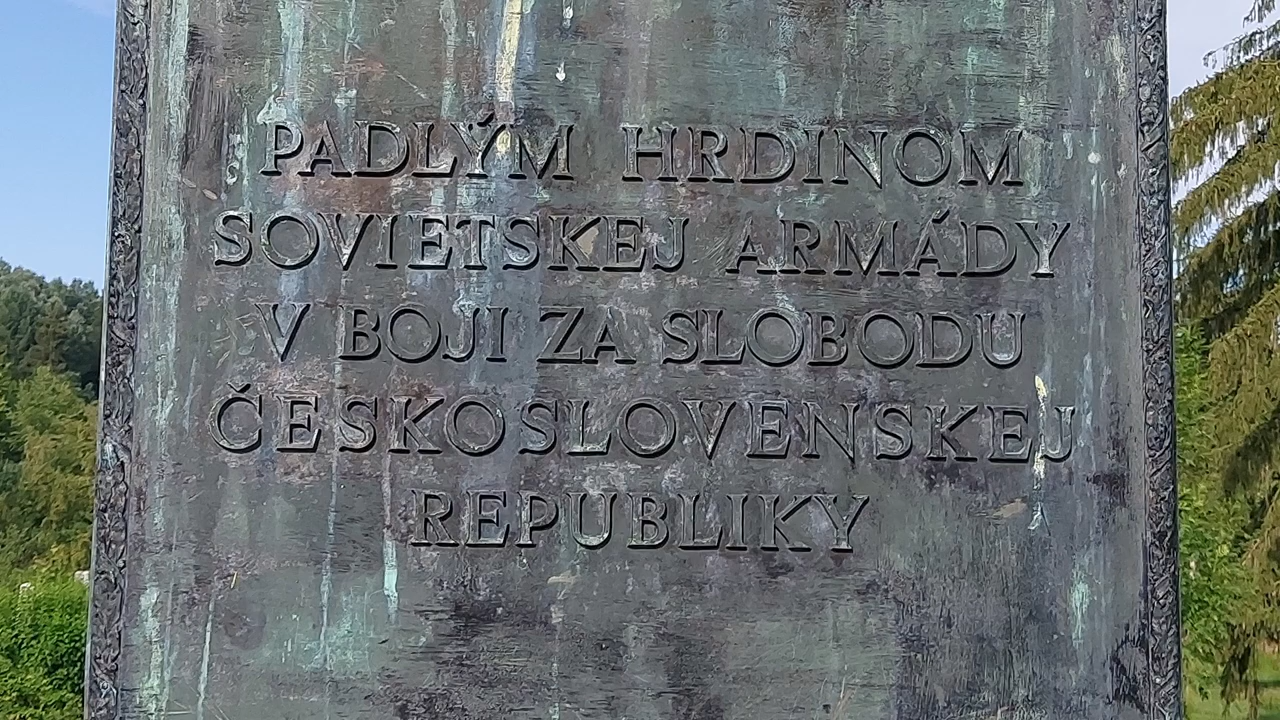 PADLÝM HRDINOM
SOVIETSKEJ ARMÁDY
V BOJI ZA SLOBODU
ČESKOSLOVENSKEJ
REPUBLIKY